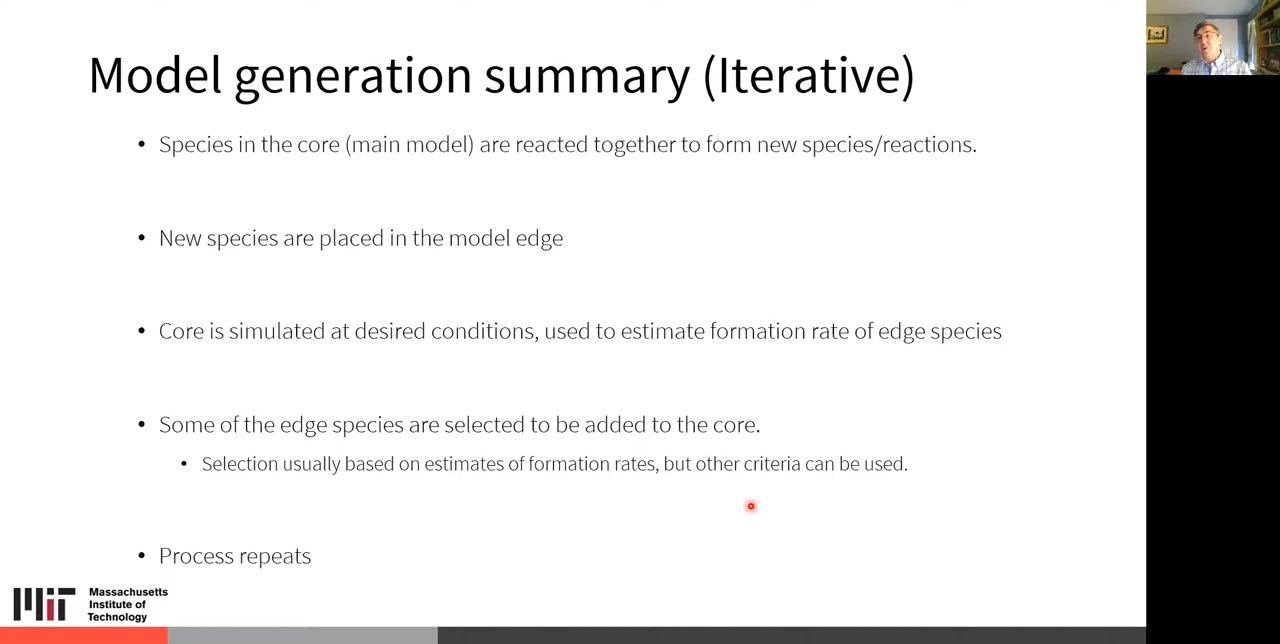 Model generation summary (Iterative)
• Species in the core (main model) are reacted together to form new species/reactions.
• New species are placed in the model edge
• Core is simulated at desired conditions, used to estimate formation rate of edge species
• Some of the edge species are selected to be added to the core.
• Selection usually based on estimates of formation rates, but other criteria can be used.
• Process repeats
MIT
Massachusetts
Institute of
Technology